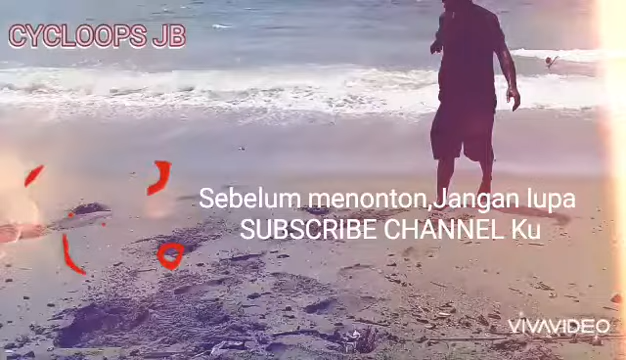 CYCLOOPS JB
Sebelum menonton,Jangan lupa
SUBSCRIBE CHANNEL Ku
VIVAVIDEO